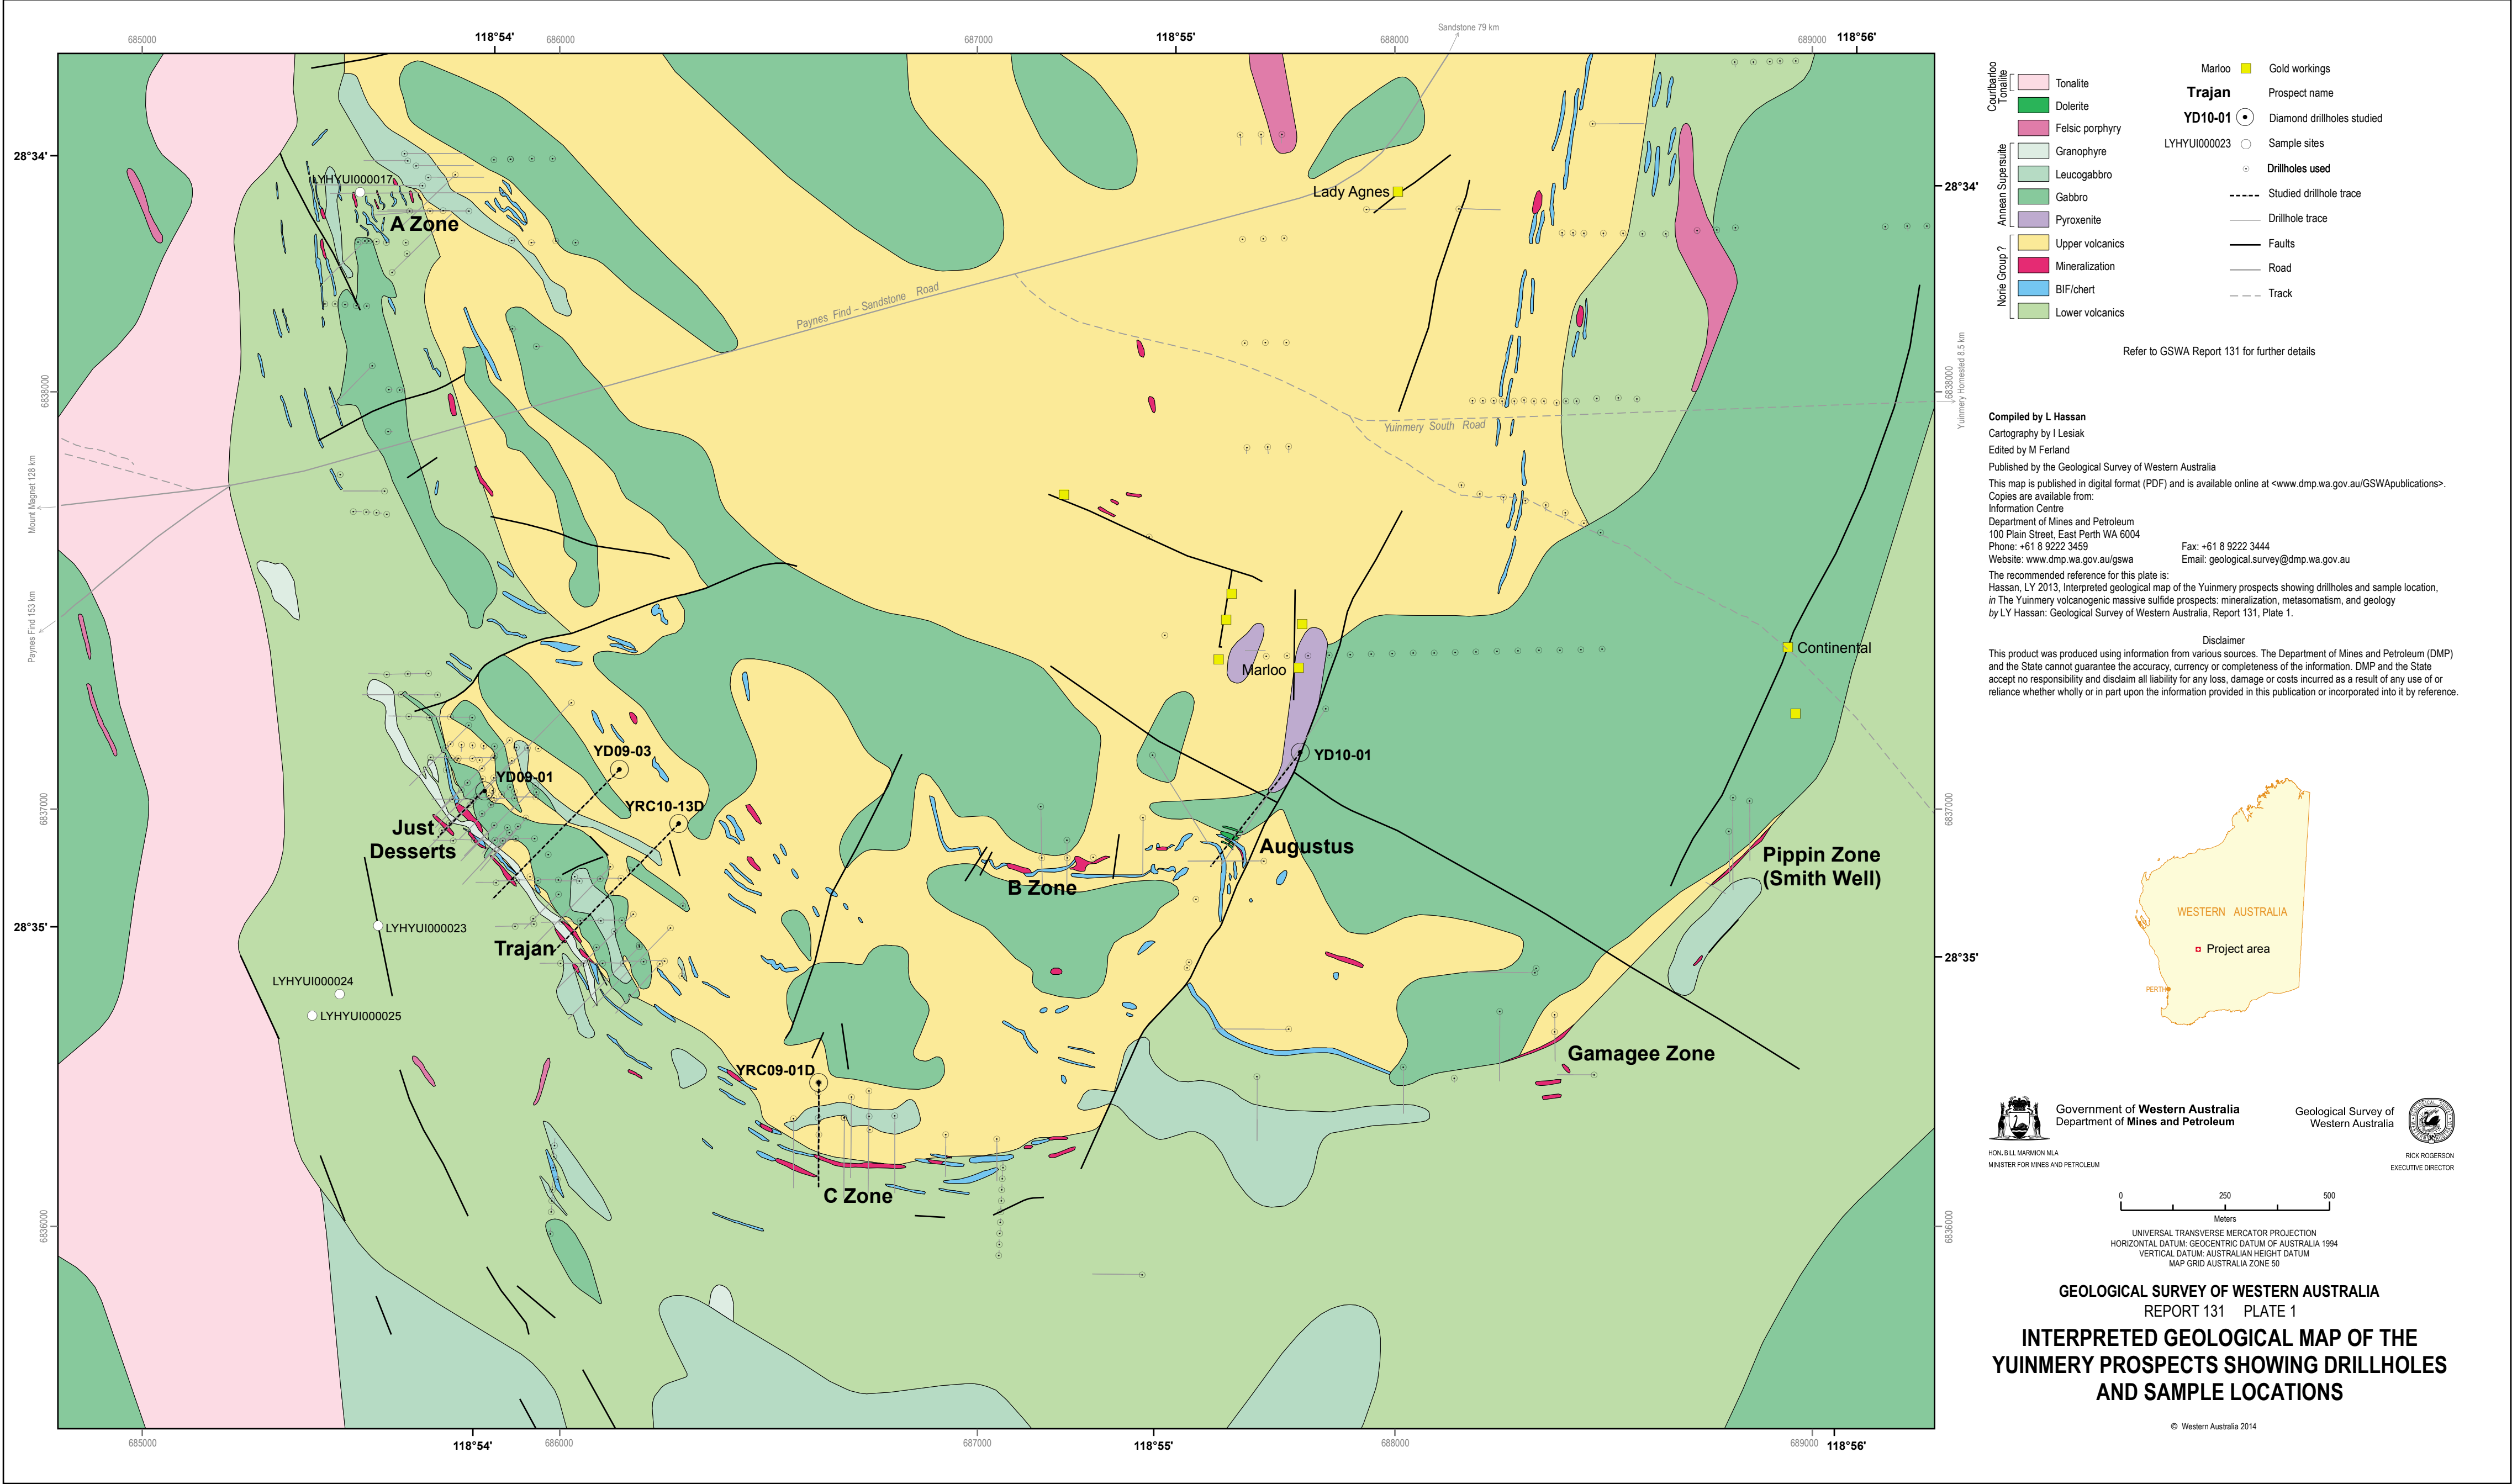 Sandstone 79 km
685000
118°54'
686000
687000
118°55'
688000
689000
118°56'
28°34'
28°34'
6838000
6838000
6837000
6837000
28°35'
28°35'
6836000
6836000
685000
118°54'
686000
687000
118°55'
688000
689000
118°56'
Mount Magnet 128 km
Paynes Find 153 km
Yuinmery Homested 8.5 km
LYHYUI000017
A Zone
Lady Agnes
Paynes Find – Sandstone Road
Yuinmery South Road
Marloo
Continental
YD09-03
YD09-01
YD10-01
YRC10-13D
Just
Desserts
Augustus
B Zone
Pippin Zone
(Smith Well)
LYHYUI000023
Trajan
LYHYUI000024
LYHYUI000025
Gamagee Zone
YRC09-01D
C Zone
Courlbarloo
Tonalite
Annean Supersuite
Norie Group ?
Tonalite
Dolerite
Felsic porphyry
Granophyre
Leucogabbro
Gabbro
Pyroxenite
Upper volcanics
Mineralization
BIF/chert
Lower volcanics
Marloo Gold workings
Trajan Prospect name
YD10-01 Diamond drillholes studied
LYHYUI000023 Sample sites
Drillholes used
Studied drillhole trace
Drillhole trace
Faults
Road
Track
Refer to GSWA Report 131 for further details
Compiled by L Hassan
Cartography by I Lesiak
Edited by M Ferland
Published by the Geological Survey of Western Australia
This map is published in digital format (PDF) and is available online at <www.dmp.wa.gov.au/GSWApublications>.
Copies are available from:
Information Centre
Department of Mines and Petroleum
100 Plain Street, East Perth WA 6004
Phone: +61 8 9222 3459 Fax: +61 8 9222 3444
Website: www.dmp.wa.gov.au/gswa Email: geological.survey@dmp.wa.gov.au
The recommended reference for this plate is:
Hassan, LY 2013, Interpreted geological map of the Yuinmery prospects showing drillholes and sample location,
in The Yuinmery volcanogenic massive sulfide prospects: mineralization, metasomatism, and geology
by LY Hassan: Geological Survey of Western Australia, Report 131, Plate 1.
Disclaimer
This product was produced using information from various sources. The Department of Mines and Petroleum (DMP)
and the State cannot guarantee the accuracy, currency or completeness of the information. DMP and the State
accept no responsibility and disclaim all liability for any loss, damage or costs incurred as a result of any use of or
reliance whether wholly or in part upon the information provided in this publication or incorporated into it by reference.
WESTERN AUSTRALIA
Project area
PERTH
Government of Western Australia
Department of Mines and Petroleum
HON. BILL MARMION MLA
MINISTER FOR MINES AND PETROLEUM
Geological Survey of
Western Australia
RICK ROGERSON
EXECUTIVE DIRECTOR
0 250 500
Meters
UNIVERSAL TRANSVERSE MERCATOR PROJECTION
HORIZONTAL DATUM: GEOCENTRIC DATUM OF AUSTRALIA 1994
VERTICAL DATUM: AUSTRALIAN HEIGHT DATUM
MAP GRID AUSTRALIA ZONE 50
GEOLOGICAL SURVEY OF WESTERN AUSTRALIA
REPORT 131 PLATE 1
INTERPRETED GEOLOGICAL MAP OF THE
YUINMERY PROSPECTS SHOWING DRILLHOLES
AND SAMPLE LOCATIONS
© Western Australia 2014